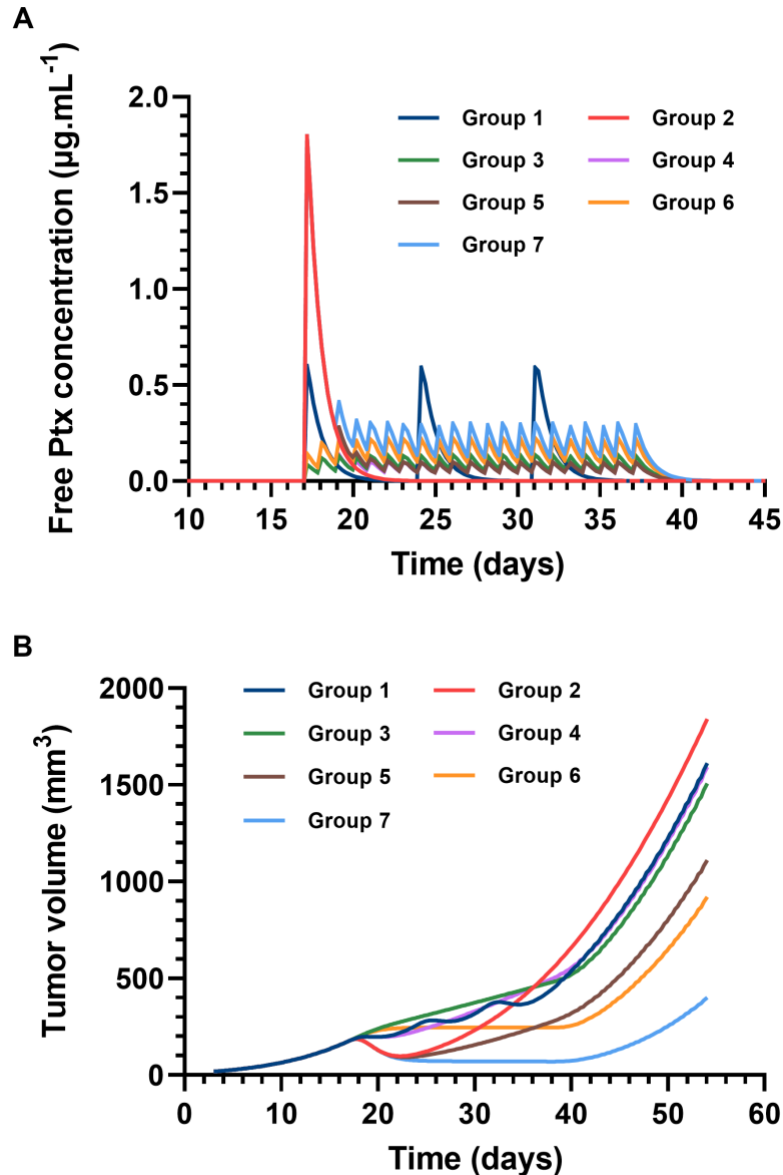 A
Free Ptx concentration (µg.mL⁻¹)
2.0
1.5
1.0
0.5
0.0
Group 1 Group 2
Group 3 Group 4
Group 5 Group 6
Group 7
10 15 20 25 30 35 40 45
Time (days)
B
Tumor volume (mm³)
2000
1500
1000
500
0
Group 1 Group 2
Group 3 Group 4
Group 5 Group 6
Group 7
0 10 20 30 40 50 60
Time (days)